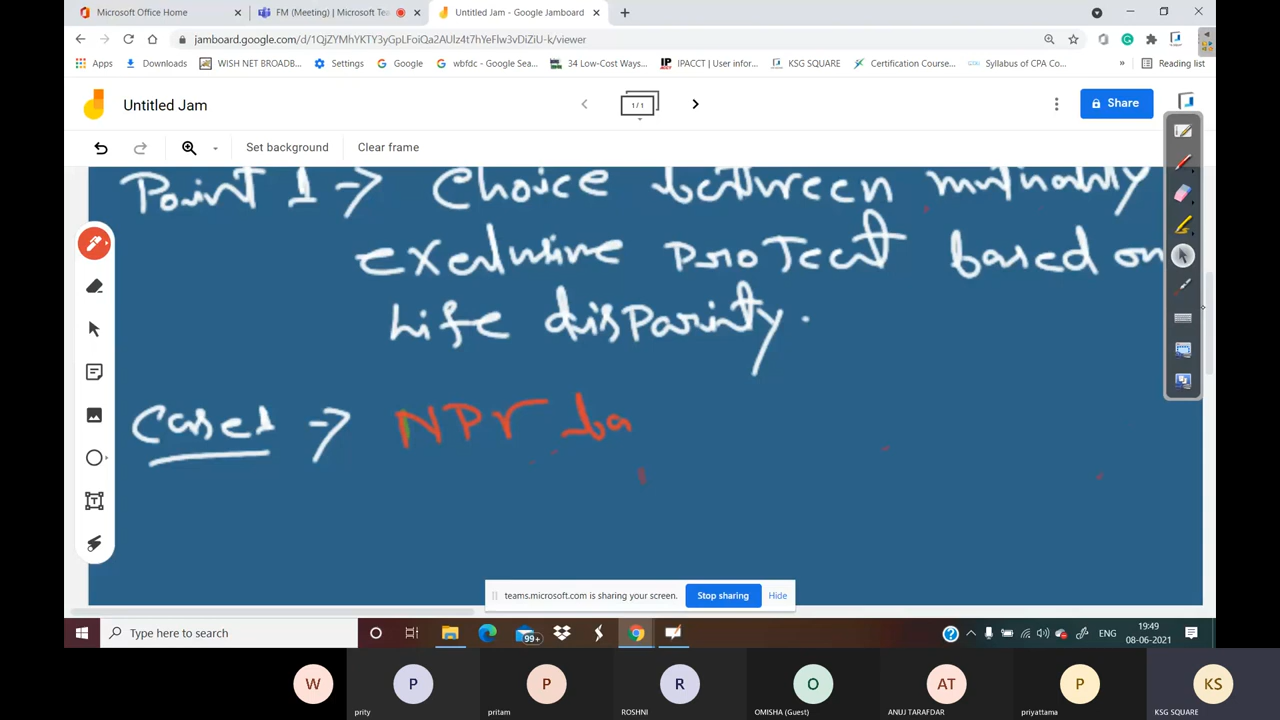 Microsoft Office Home
FM (Meeting) | Microsoft Te
Untitled Jam - Google Jamboard
jamboard.google.com/d/1QjZYMhYKTY3yGpLFoiQa2AUlz4t7hYeFlw3vDiZiU-k/viewer
Apps
Downloads
WISH NET BROADB...
Settings
Google
wbfdc - Google Sea...
34 Low-Cost Ways...
IP IPACCT | User infor...
KSG SQUARE
Certification Course...
Syllabus of CPA Co...
»
Reading list
Untitled Jam
1/1
Share
Set background
Clear frame
Point 1 → Choice between mutually
exclusive project based on
Life disparity.
Cases → NPV ba
teams.microsoft.com is sharing your screen.
Stop sharing
Hide
Type here to search
99+
ENG
19:49
08-06-2021
W
P
P
R
O
AT
P
KS
prity
pritam
ROSHNI
OMISHA (Guest)
ANUJ TARAFDAR
priyattama
KSG SQUARE